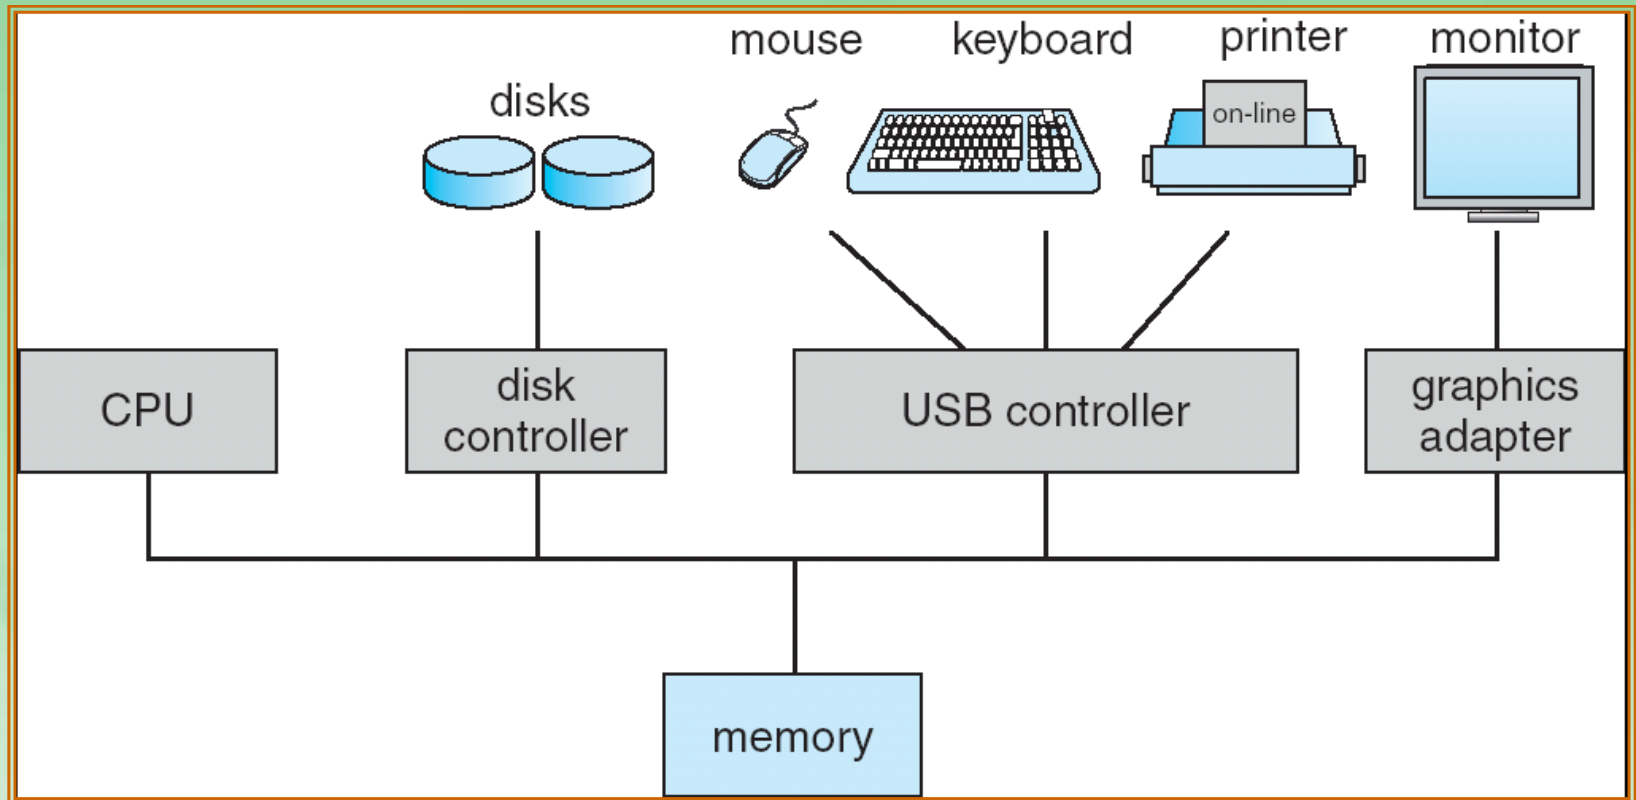 mouse
keyboard
printer
monitor
disks
on-line
CPU
disk
controller
USB controller
graphics
adapter
memory